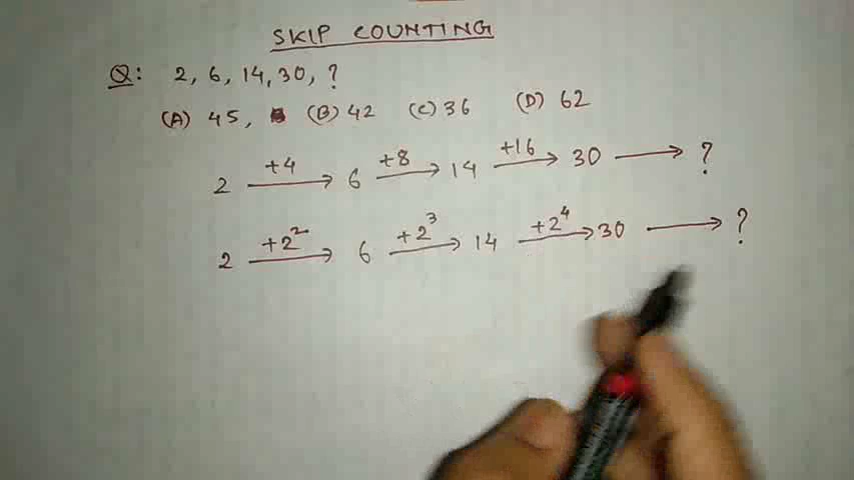 SKIP COUNTING
Q: 2, 6, 14, 30, ?
(A) 45, (B) 42 (C) 36 (D) 62
2 +4→ 6 +8→ 14 +16→ 30 → ?
2 +2²→ 6 +2³→ 14 +2⁴→ 30 → ?